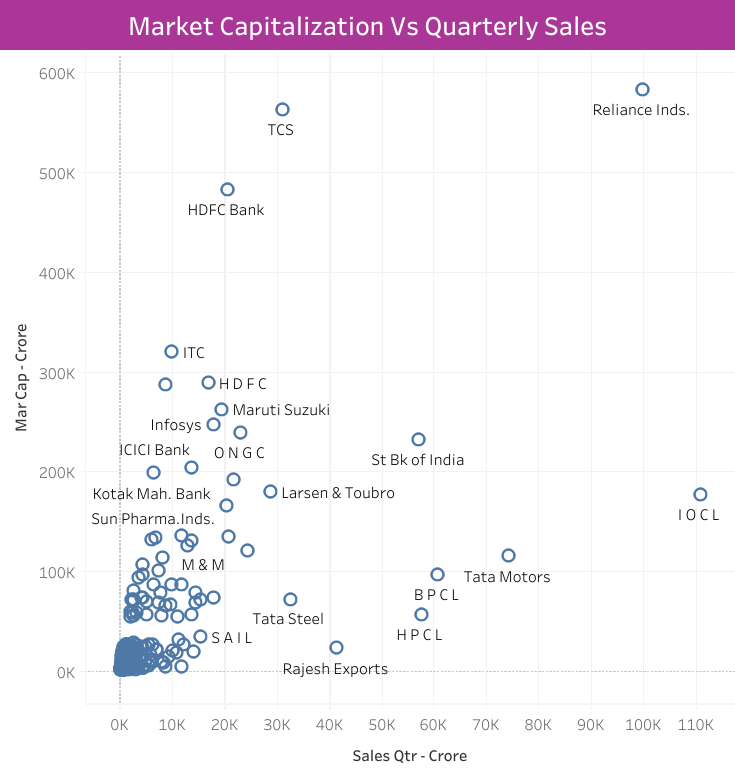 Market Capitalization Vs Quarterly Sales
600K
Reliance Inds.
TCS
500K
HDFC Bank
400K
ITC
300K
H D F C
Maruti Suzuki
Infosys
ICICI Bank
O N G C
St Bk of India
200K
Kotak Mah. Bank
Larsen & Toubro
Sun Pharma.Inds.
I O C L
M & M
100K
Tata Motors
B P C L
Tata Steel
H P C L
S A I L
Rajesh Exports
0K
Mar Cap - Crore
0K 10K 20K 30K 40K 50K 60K 70K 80K 90K 100K 110K
Sales Qtr - Crore